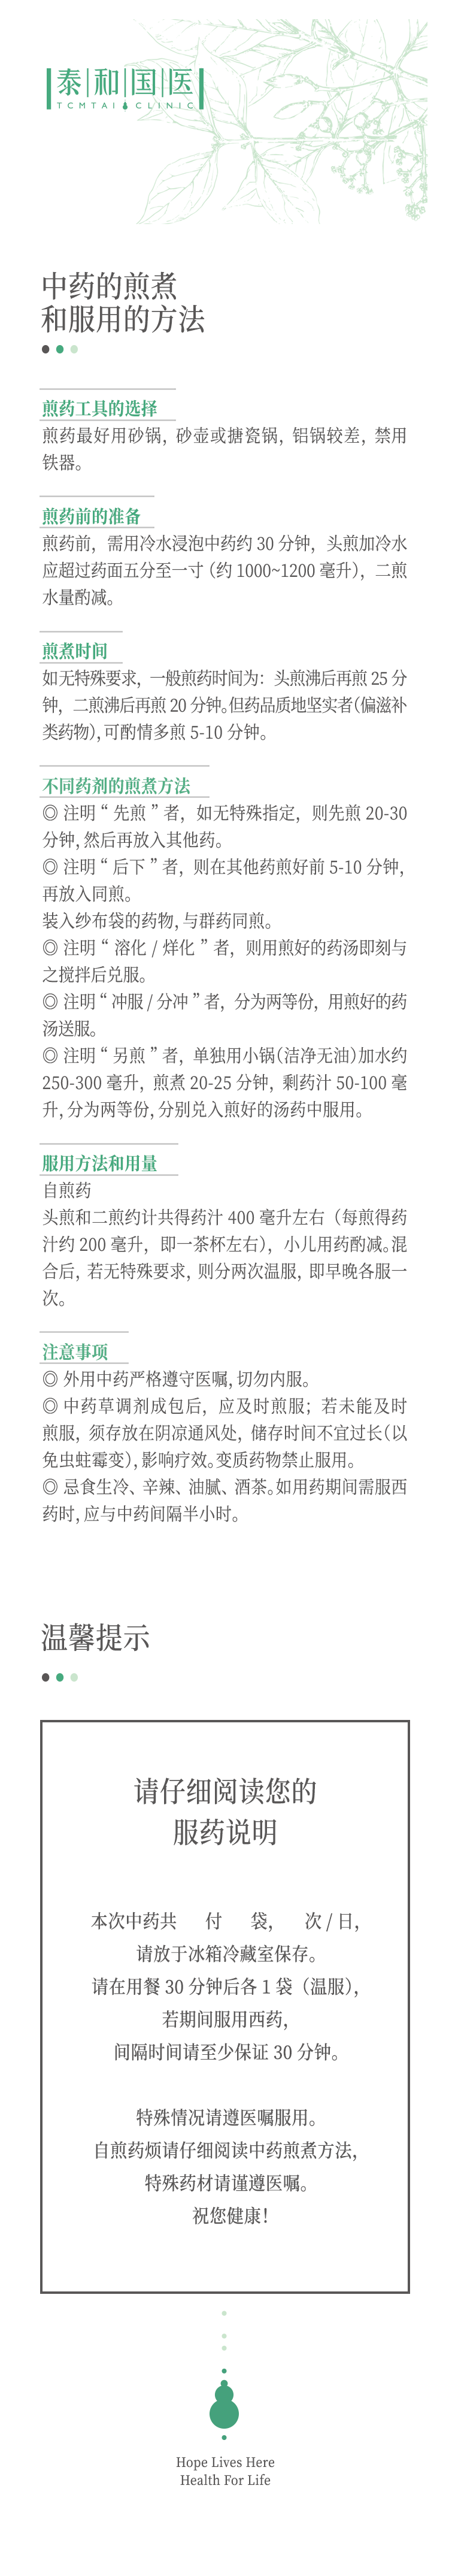 泰和国医
TCMTAI CLINIC
中药的煎煮
和服用的方法
煎药工具的选择
煎药最好用砂锅，砂壶或搪瓷锅，铝锅较差，禁用
铁器。
煎药前的准备
煎药前，需用冷水浸泡中药约 30 分钟，头煎加冷水
应超过药面五分至一寸（约 1000~1200 毫升），二煎
水量酌减。
煎煮时间
如无特殊要求，一般煎药时间为：头煎沸后再煎 25 分
钟，二煎沸后再煎 20 分钟。但药品质地坚实者（偏滋补
类药物），可酌情多煎 5-10 分钟。
不同药剂的煎煮方法
◎ 注明“ 先煎 ”者，如无特殊指定，则先煎 20-30
分钟，然后再放入其他药。
◎ 注明“ 后下 ”者，则在其他药煎好前 5-10 分钟，
再放入同煎。
装入纱布袋的药物，与群药同煎。
◎ 注明“ 溶化 / 烊化 ”者，则用煎好的药汤即刻与
之搅拌后兑服。
◎ 注明“ 冲服 / 分冲 ”者，分为两等份，用煎好的药
汤送服。
◎ 注明“ 另煎 ”者，单独用小锅（洁净无油）加水约
250-300 毫升，煎煮 20-25 分钟，剩药汁 50-100 毫
升，分为两等份，分别兑入煎好的汤药中服用。
服用方法和用量
自煎药
头煎和二煎约计共得药汁 400 毫升左右（每煎得药
汁约 200 毫升，即一茶杯左右），小儿用药酌减。混
合后，若无特殊要求，则分两次温服，即早晚各服一
次。
注意事项
◎ 外用中药严格遵守医嘱，切勿内服。
◎ 中药草调剂成包后，应及时煎服；若未能及时
煎服，须存放在阴凉通风处，储存时间不宜过长（以
免虫蛀霉变），影响疗效。变质药物禁止服用。
◎ 忌食生冷、辛辣、油腻、酒茶。如用药期间需服西
药时，应与中药间隔半小时。
温馨提示
请仔细阅读您的
服药说明
本次中药共 付 袋， 次 / 日，
请放于冰箱冷藏室保存。
请在用餐 30 分钟后各 1 袋（温服），
若期间服用西药，
间隔时间请至少保证 30 分钟。
特殊情况请遵医嘱服用。
自煎药烦请仔细阅读中药煎煮方法，
特殊药材请谨遵医嘱。
祝您健康！
Hope Lives Here
Health For Life